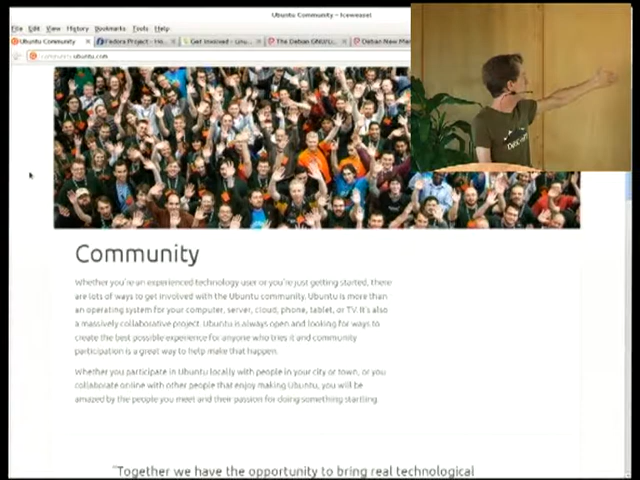 Ubuntu Community – Iceweasel
File Edit View History Bookmarks Tools Help
Ubuntu Community
Fedora Project - Ho...
Get Involved - Ubun...
The Debian GNU/Li...
Debian New Mem
community.ubuntu.com
Community
Whether you're an experienced technology user or you're just getting started, there
are lots of ways to get involved with the Ubuntu community. Ubuntu is more than
an operating system for your computer, server, cloud, phone, tablet, or TV. It's also
a massively collaborative project. Ubuntu is always open and looking for ways to
create the best possible experience for anyone who tries it and community
participation is a great way to help make that happen.
Whether you participate in Ubuntu locally with people in your city or town, or you
collaborate online with other people that enjoy making Ubuntu, you will be
amazed by the people you meet and their passion for doing something startling.
"Together we have the opportunity to bring real technological